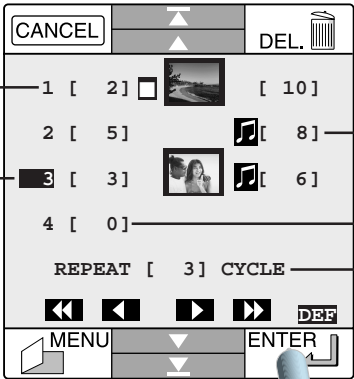 CANCEL
DEL.
1 [ 2] [ 10]
2 [ 5] [ 8]
3 [ 3] [ 6]
4 [ 0]
REPEAT [ 3] CYCLE
DEF
MENU ENTER